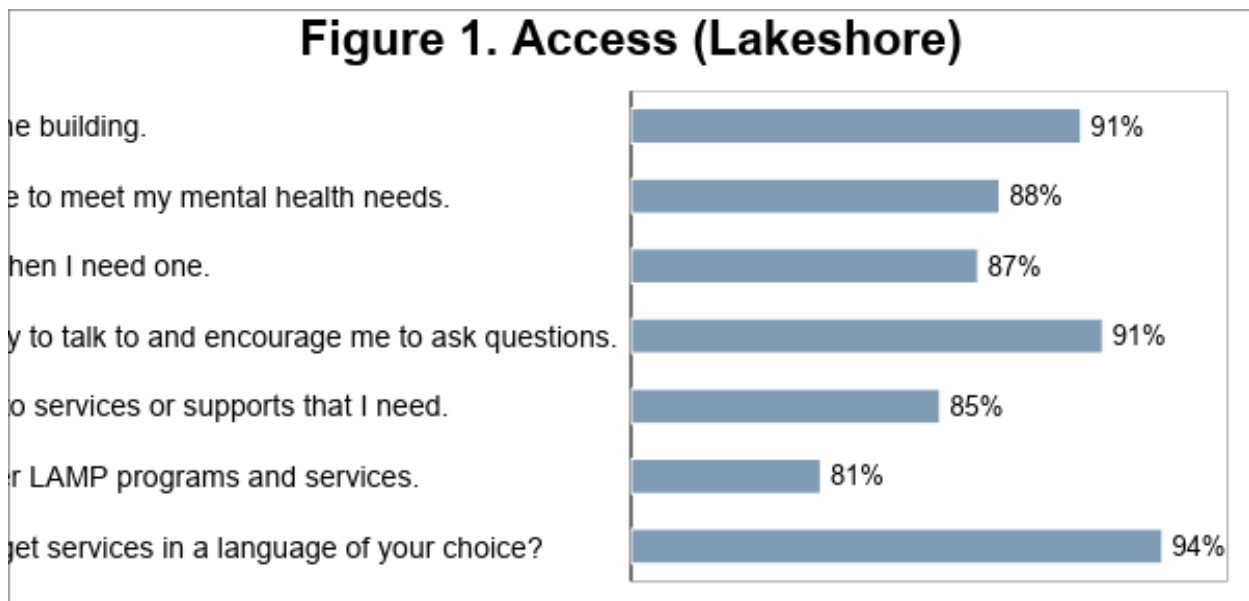 Figure 1. Access (Lakeshore)
building. 91%
to meet my mental health needs. 88%
I need one. 87%
to talk to and encourage me to ask questions. 91%
services or supports that I need. 85%
LAMP programs and services. 81%
get services in a language of your choice? 94%